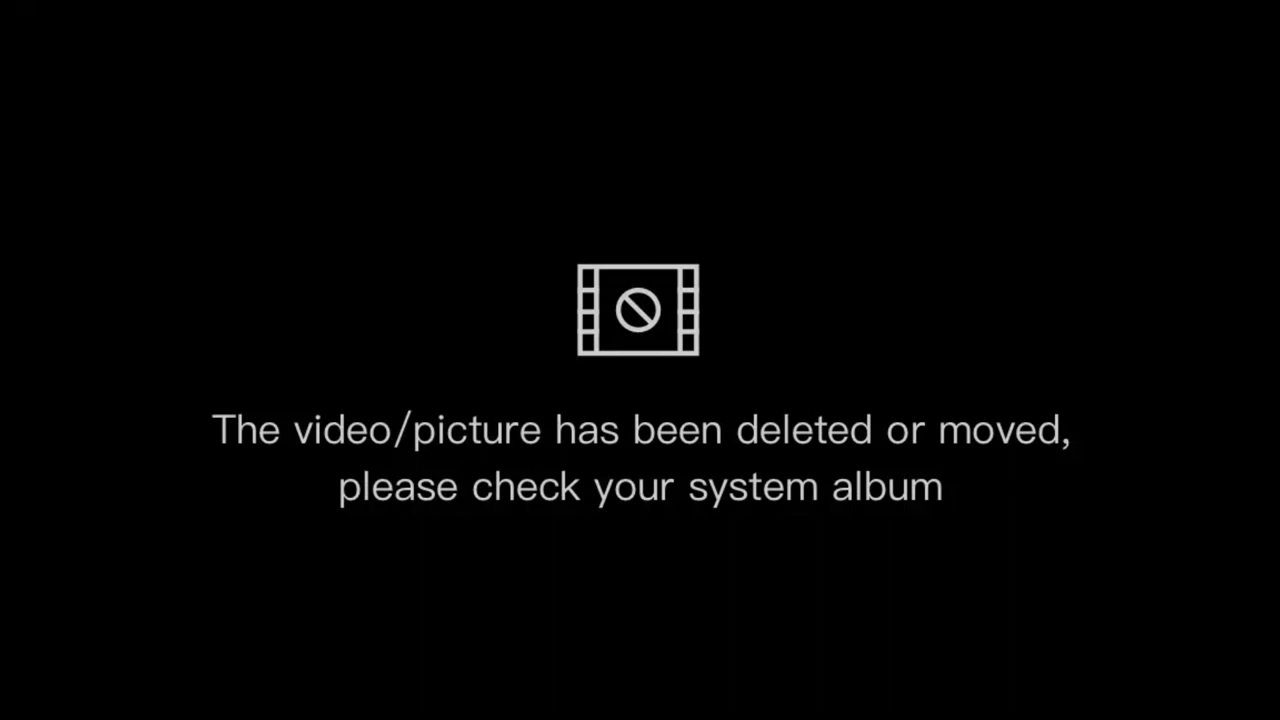 The video/picture has been deleted or moved,
please check your system album